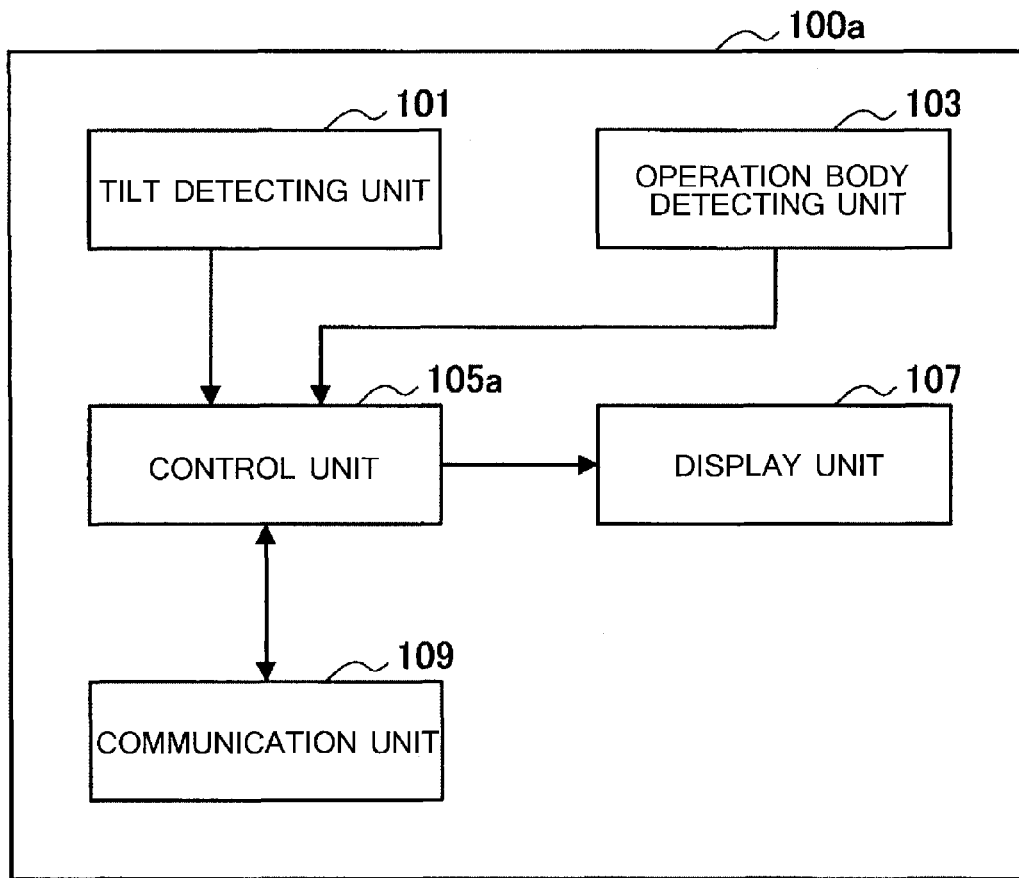 100a
101
103
TILT DETECTING UNIT
OPERATION BODY
DETECTING UNIT
105a
107
CONTROL UNIT
DISPLAY UNIT
109
COMMUNICATION UNIT